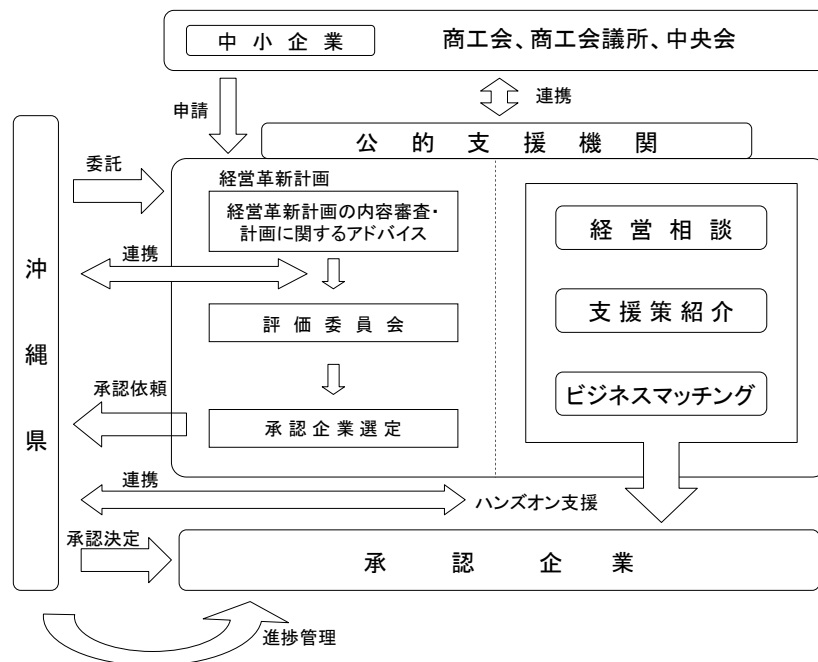 中小企業
商工会、商工会議所、中央会
申請
連携
公的支援機関
委託
経営革新計画
経営革新計画の内容審査・
計画に関するアドバイス
経営相談
連携
沖縄県
評価委員会
支援策紹介
承認依頼
承認企業選定
ビジネスマッチング
連携
ハンズオン支援
承認決定
承認企業
進捗管理